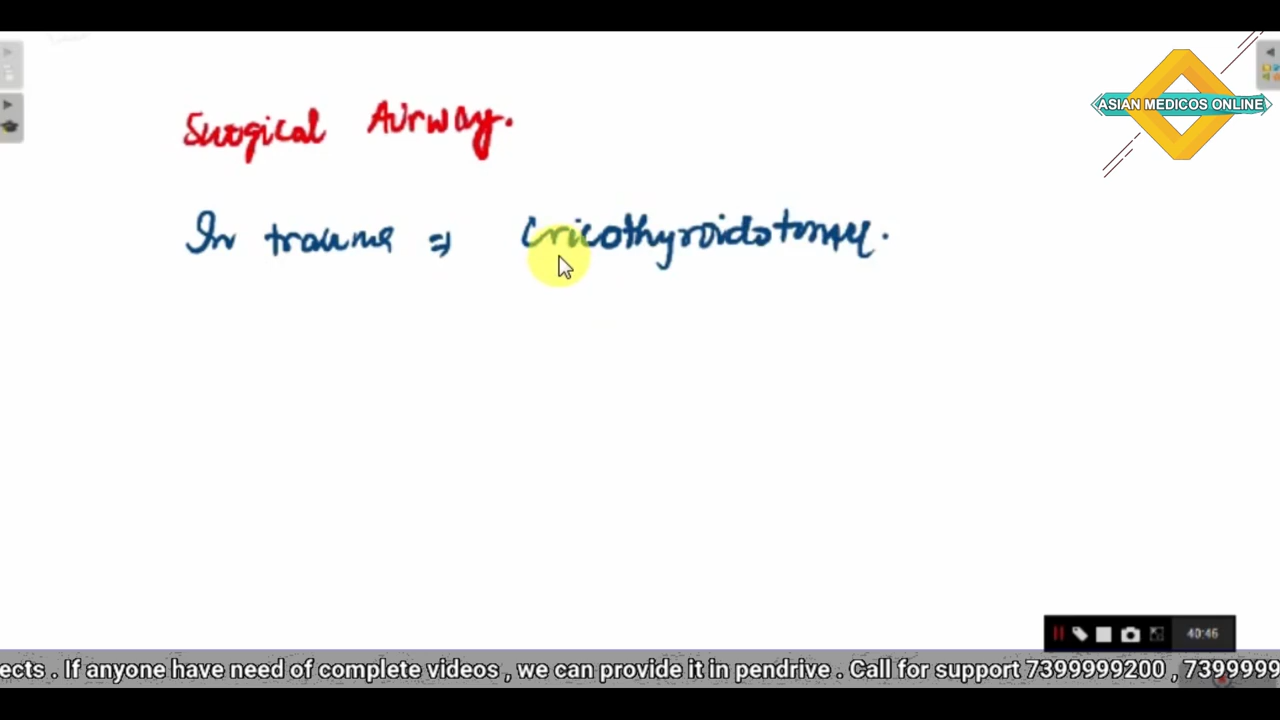 ASIAN MEDICOS ONLINE
Surgical Airway.
In trauma ⇒ Cricothyroidotomy.
40:46
ects . If anyone have need of complete videos , we can provide it in pendrive . Call for support 7399999200 , 7399999